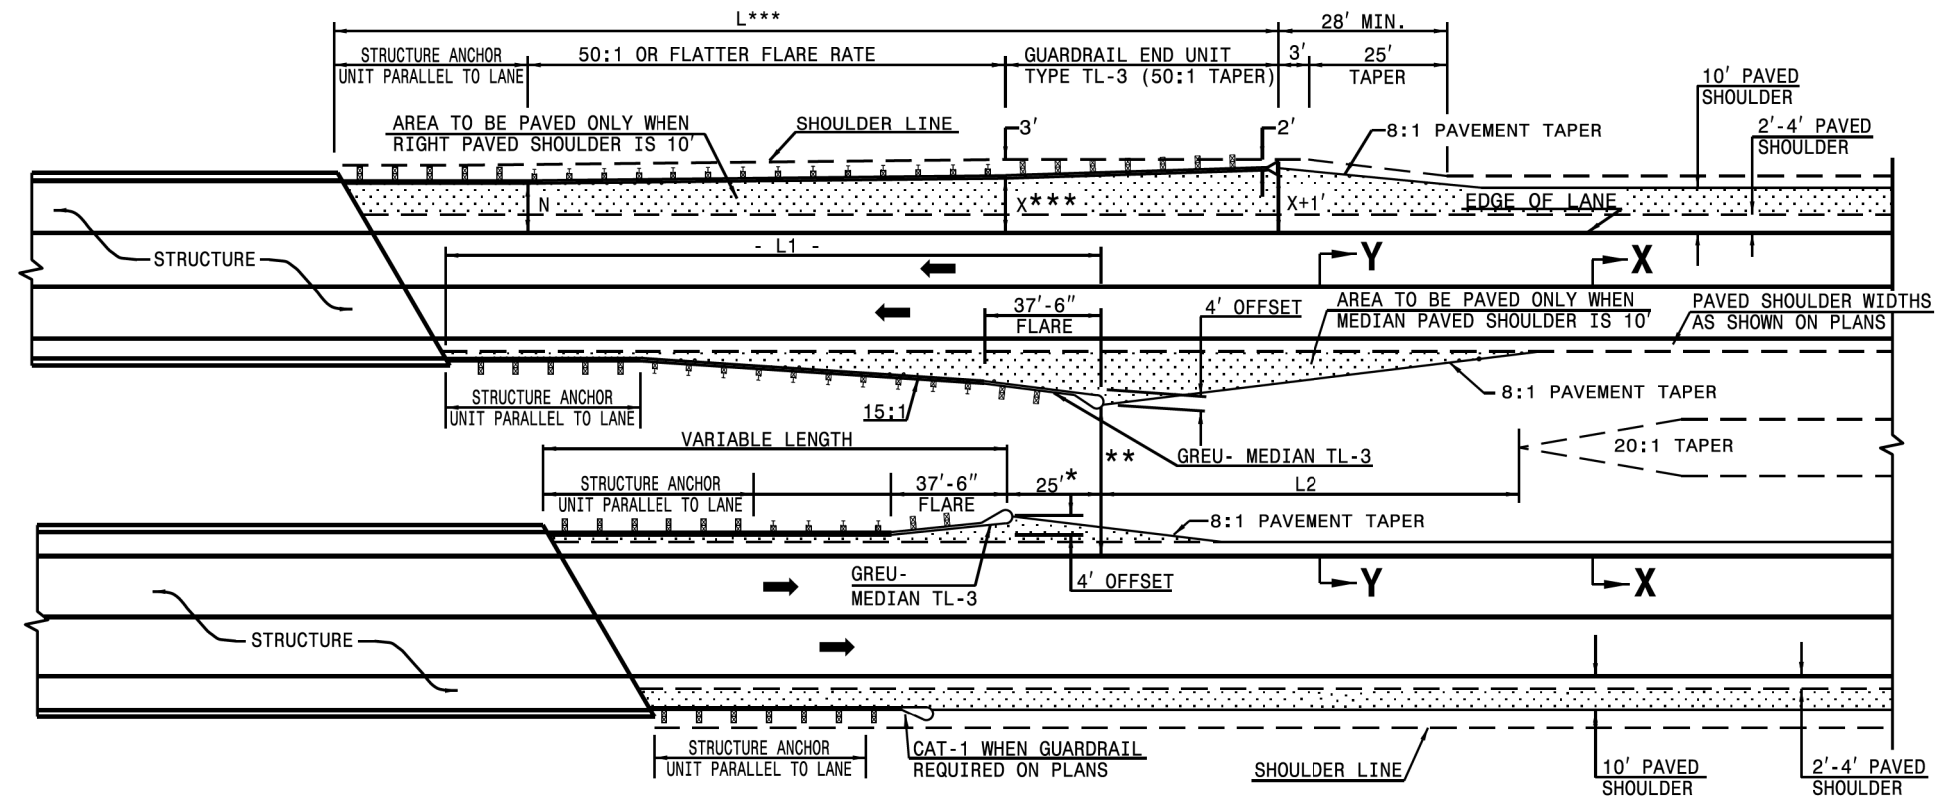 L***
28' MIN.
STRUCTURE ANCHOR
UNIT PARALLEL TO LANE
50:1 OR FLATTER FLARE RATE
GUARDRAIL END UNIT
TYPE TL-3 (50:1 TAPER)
3'
25'
TAPER
10' PAVED
SHOULDER
2'-4' PAVED
SHOULDER
AREA TO BE PAVED ONLY WHEN
RIGHT PAVED SHOULDER IS 10'
SHOULDER LINE
3'
2'
8:1 PAVEMENT TAPER
N
X***
X+1'
EDGE OF LANE
STRUCTURE
- L1 -
Y
X
37'-6"
FLARE
4' OFFSET
AREA TO BE PAVED ONLY WHEN
MEDIAN PAVED SHOULDER IS 10'
PAVED SHOULDER WIDTHS
AS SHOWN ON PLANS
STRUCTURE ANCHOR
UNIT PARALLEL TO LANE
15:1
8:1 PAVEMENT TAPER
VARIABLE LENGTH
**
GREU- MEDIAN TL-3
20:1 TAPER
STRUCTURE ANCHOR
UNIT PARALLEL TO LANE
37'-6"
FLARE
25'*
L2
8:1 PAVEMENT TAPER
GREU-
MEDIAN TL-3
4' OFFSET
Y
X
STRUCTURE
STRUCTURE ANCHOR
UNIT PARALLEL TO LANE
CAT-1 WHEN GUARDRAIL
REQUIRED ON PLANS
SHOULDER LINE
10' PAVED
SHOULDER
2'-4' PAVED
SHOULDER